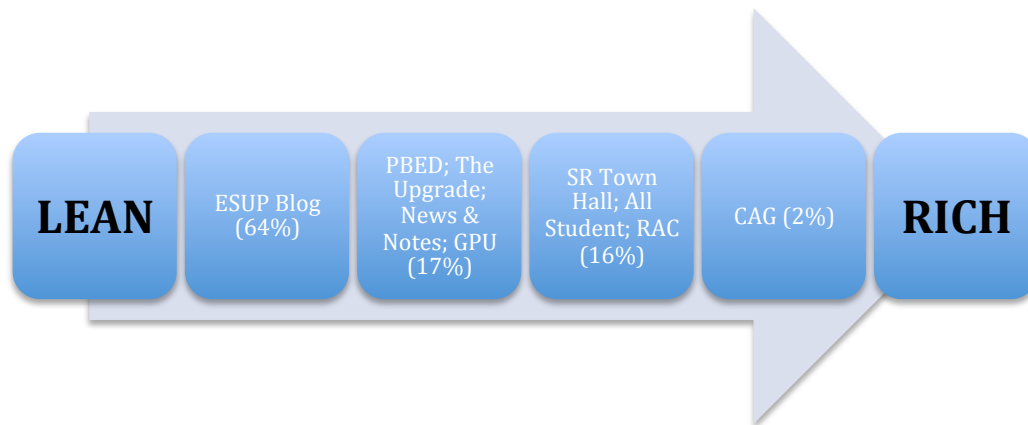 LEAN
ESUP Blog
(64%)
PBED; The
Upgrade;
News &
Notes; GPU
(17%)
SR Town
Hall; All
Student; RAC
(16%)
CAG (2%)
RICH